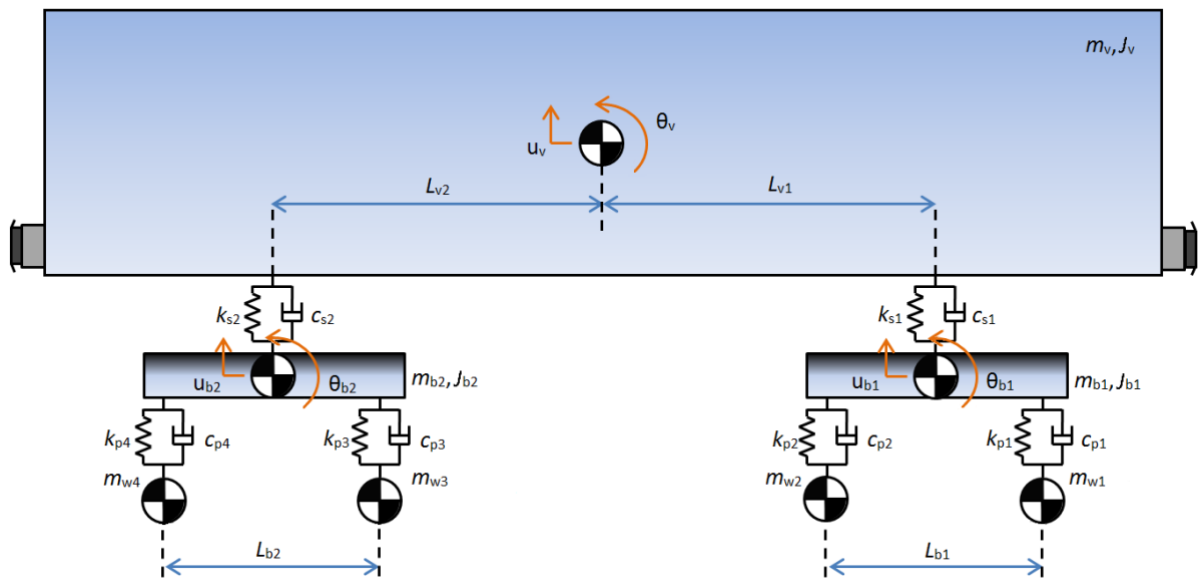 mv,Jv
θv
uv
Lv2
Lv1
ks2
cs2
ks1
cs1
ub2
θb2
mb2,Jb2
ub1
θb1
mb1,Jb1
kp4
cp4
kp3
cp3
kp2
cp2
kp1
cp1
mw4
mw3
mw2
mw1
Lb2
Lb1